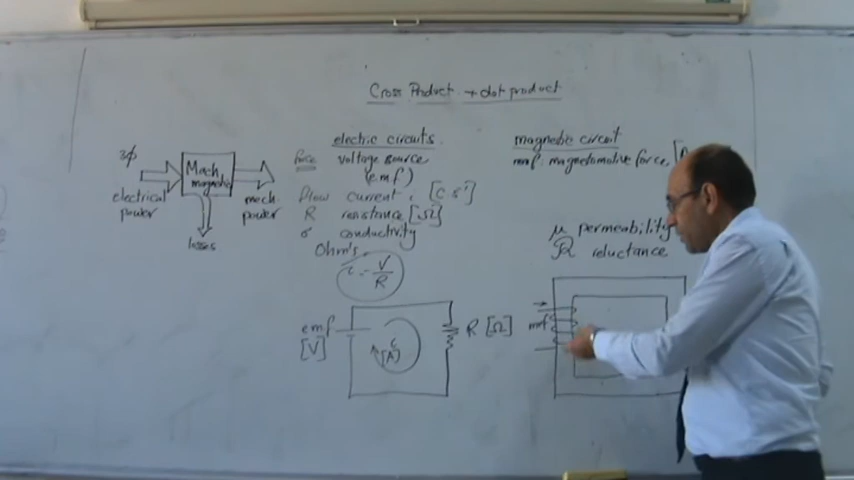 Cross Product + dot product
3φ
Mach
magnetic
electrical
power
mech
power
losses
electric circuits
force voltage source
(emf)
flow current, [C s⁻¹]
R resistance [Ω]
σ conductivity
Ohm's
i = V/R
emf
[V]
i
[A]
R [Ω]
magnetic circuit
mmf magnetomotive force, [A
μ permeability
ℛ reluctance
mmf